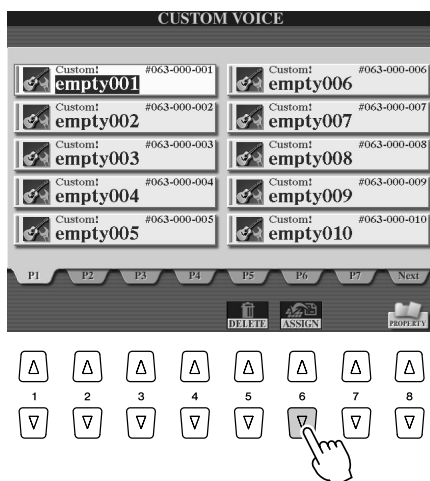 CUSTOM VOICE
Custom! #063-000-001
empty001
Custom! #063-000-002
empty002
Custom! #063-000-003
empty003
Custom! #063-000-004
empty004
Custom! #063-000-005
empty005
Custom! #063-000-006
empty006
Custom! #063-000-007
empty007
Custom! #063-000-008
empty008
Custom! #063-000-009
empty009
Custom! #063-000-010
empty010
P1 P2 P3 P4 P5 P6 P7 Next
DELETE ASSIGN PROPERTY
1 2 3 4 5 6 7 8